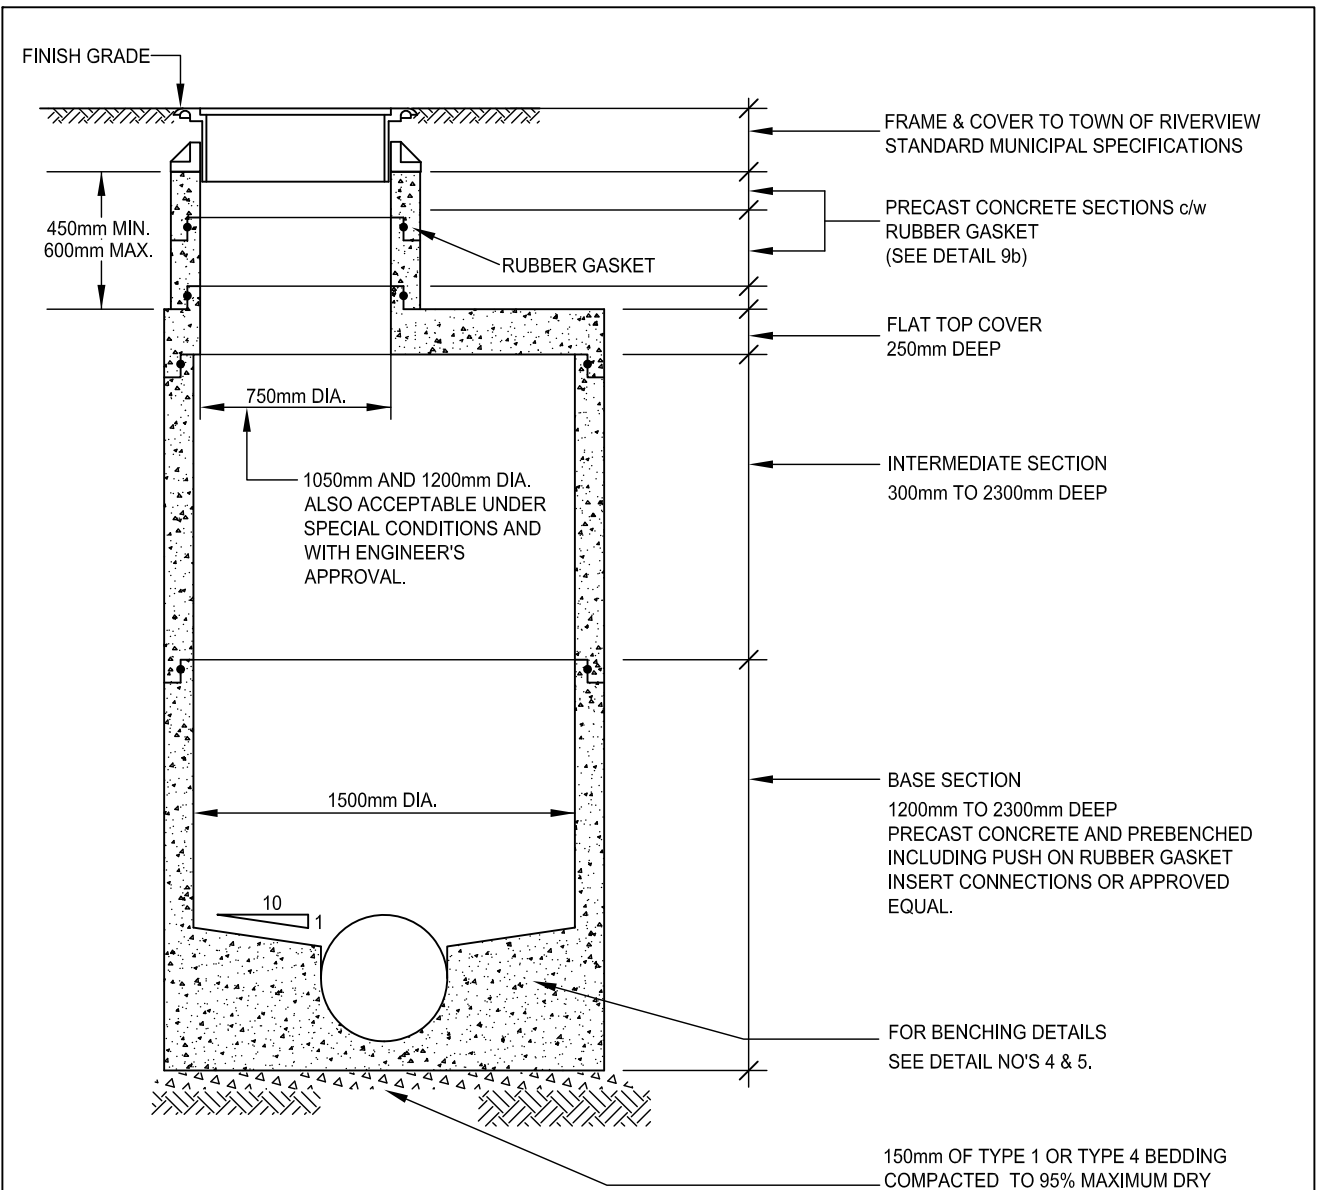 FINISH GRADE
FRAME & COVER TO TOWN OF RIVERVIEW
STANDARD MUNICIPAL SPECIFICATIONS
450mm MIN.
600mm MAX.
PRECAST CONCRETE SECTIONS c/w
RUBBER GASKET
(SEE DETAIL 9b)
RUBBER GASKET
FLAT TOP COVER
250mm DEEP
750mm DIA.
1050mm AND 1200mm DIA.
ALSO ACCEPTABLE UNDER
SPECIAL CONDITIONS AND
WITH ENGINEER'S
APPROVAL.
INTERMEDIATE SECTION
300mm TO 2300mm DEEP
1500mm DIA.
BASE SECTION
1200mm TO 2300mm DEEP
PRECAST CONCRETE AND PREBENCHED
INCLUDING PUSH ON RUBBER GASKET
INSERT CONNECTIONS OR APPROVED
EQUAL.
10
1
FOR BENCHING DETAILS
SEE DETAIL NO'S 4 & 5.
150mm OF TYPE 1 OR TYPE 4 BEDDING
COMPACTED TO 95% MAXIMUM DRY